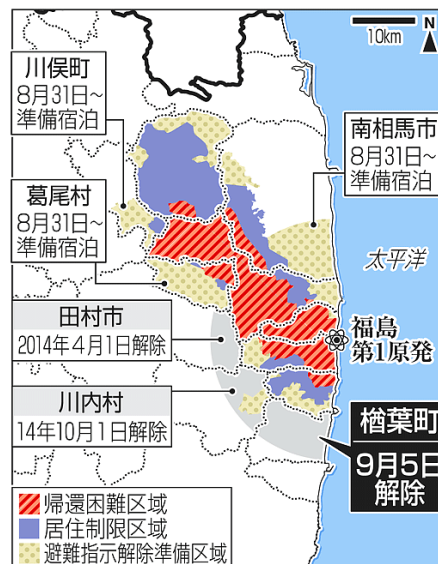 川俣町
8月31日~
準備宿泊
葛尾村
8月31日~
準備宿泊
田村市
2014年4月1日解除
川内村
14年10月1日解除
10km
N
南相馬市
8月31日~
準備宿泊
太平洋
福島
第1原発
楢葉町
9月5日
解除
帰還困難区域
居住制限区域
避難指示解除準備区域